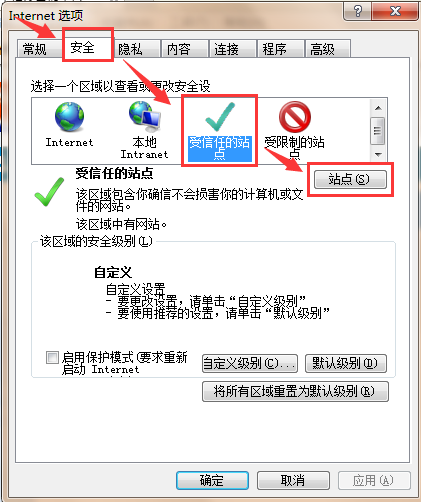 Internet 选项
常规 安全 隐私 内容 连接 程序 高级
选择一个区域以查看或更改安全设
Internet
本地
Intranet
受信任的站
点
受限制的站
点
受信任的站点
站点(S)
该区域包含你确信不会损害你的计算机或文
件的网站。
该区域中有网站。
该区域的安全级别(L)
自定义
自定义设置
- 要更改设置，请单击“自定义级别”
- 要使用推荐的设置，请单击“默认级别”
启用保护模式(要求重新
启动 Internet
自定义级别(C)... 默认级别(D)
将所有区域重置为默认级别(R)
确定 取消 应用(A)